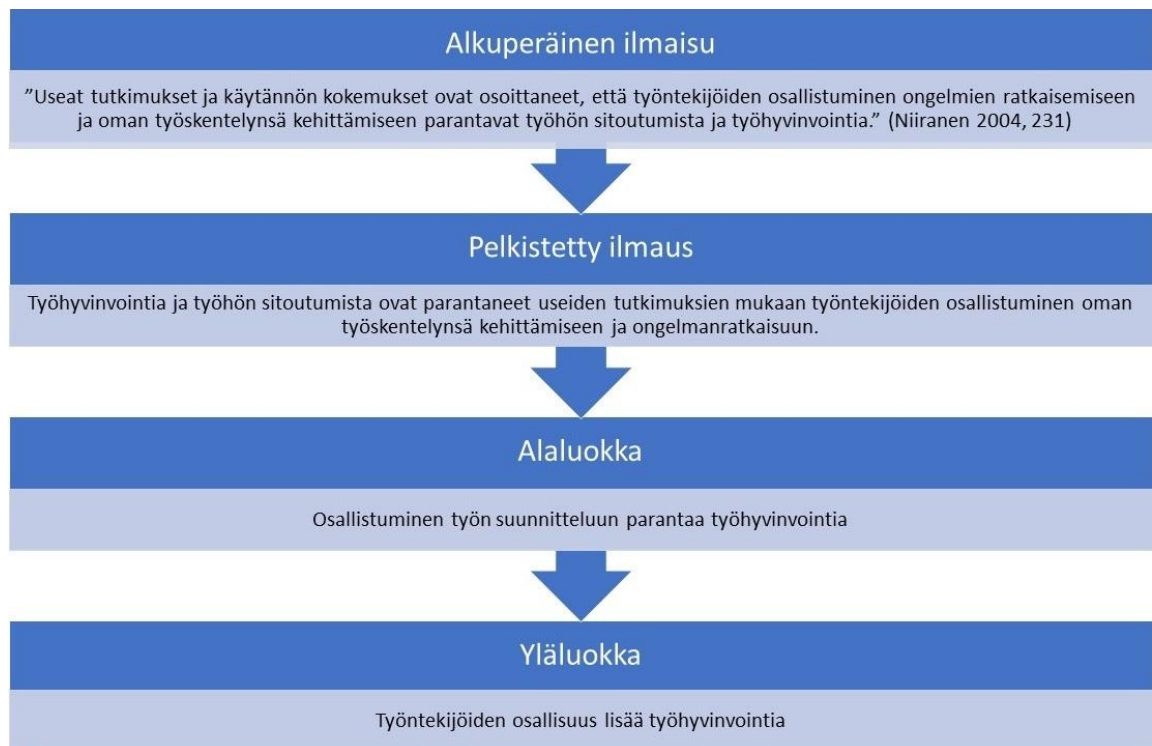 Alkuperäinen ilmaisu
”Useat tutkimukset ja käytännön kokemukset ovat osoittaneet, että työntekijöiden osallistuminen ongelmien ratkaisemiseen
ja oman työskentelynsä kehittämiseen parantavat työhön sitoutumista ja työhyvinvointia.” (Niiranen 2004, 231)
Pelkistetty ilmaus
Työhyvinvointia ja työhön sitoutumista ovat parantaneet useiden tutkimuksien mukaan työntekijöiden osallistuminen oman
työskentelynsä kehittämiseen ja ongelmanratkaisuun.
Alaluokka
Osallistuminen työn suunnitteluun parantaa työhyvinvointia
Yläluokka
Työntekijöiden osallisuus lisää työhyvinvointia